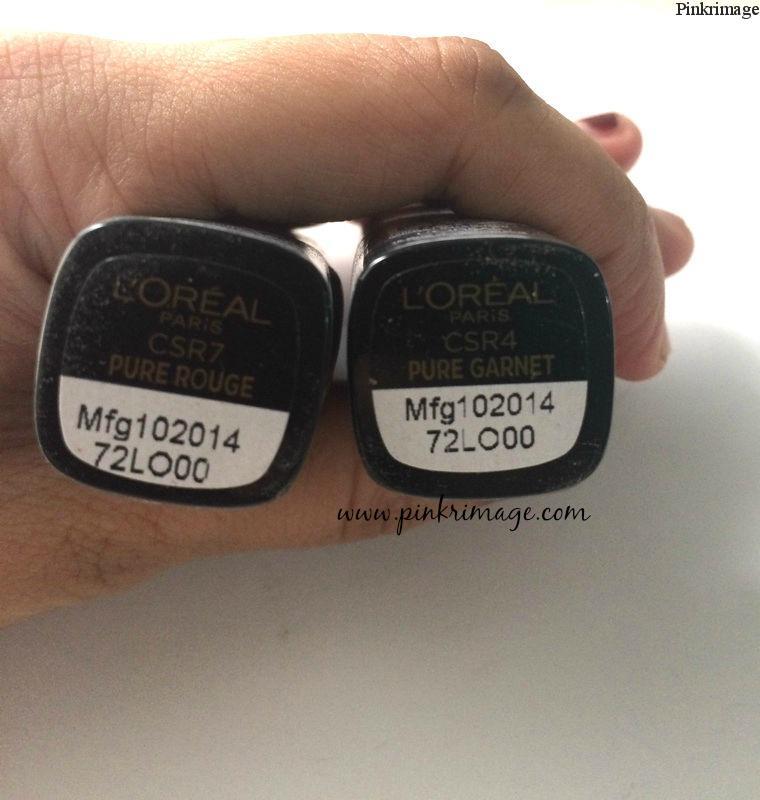 Pinkrimage
L'ORÉAL
PARIS
CSR7
PURE ROUGE
Mfg102014
72LO00
L'ORÉAL
PARIS
CSR4
PURE GARNET
Mfg102014
72LO00
www.pinkrimage.com